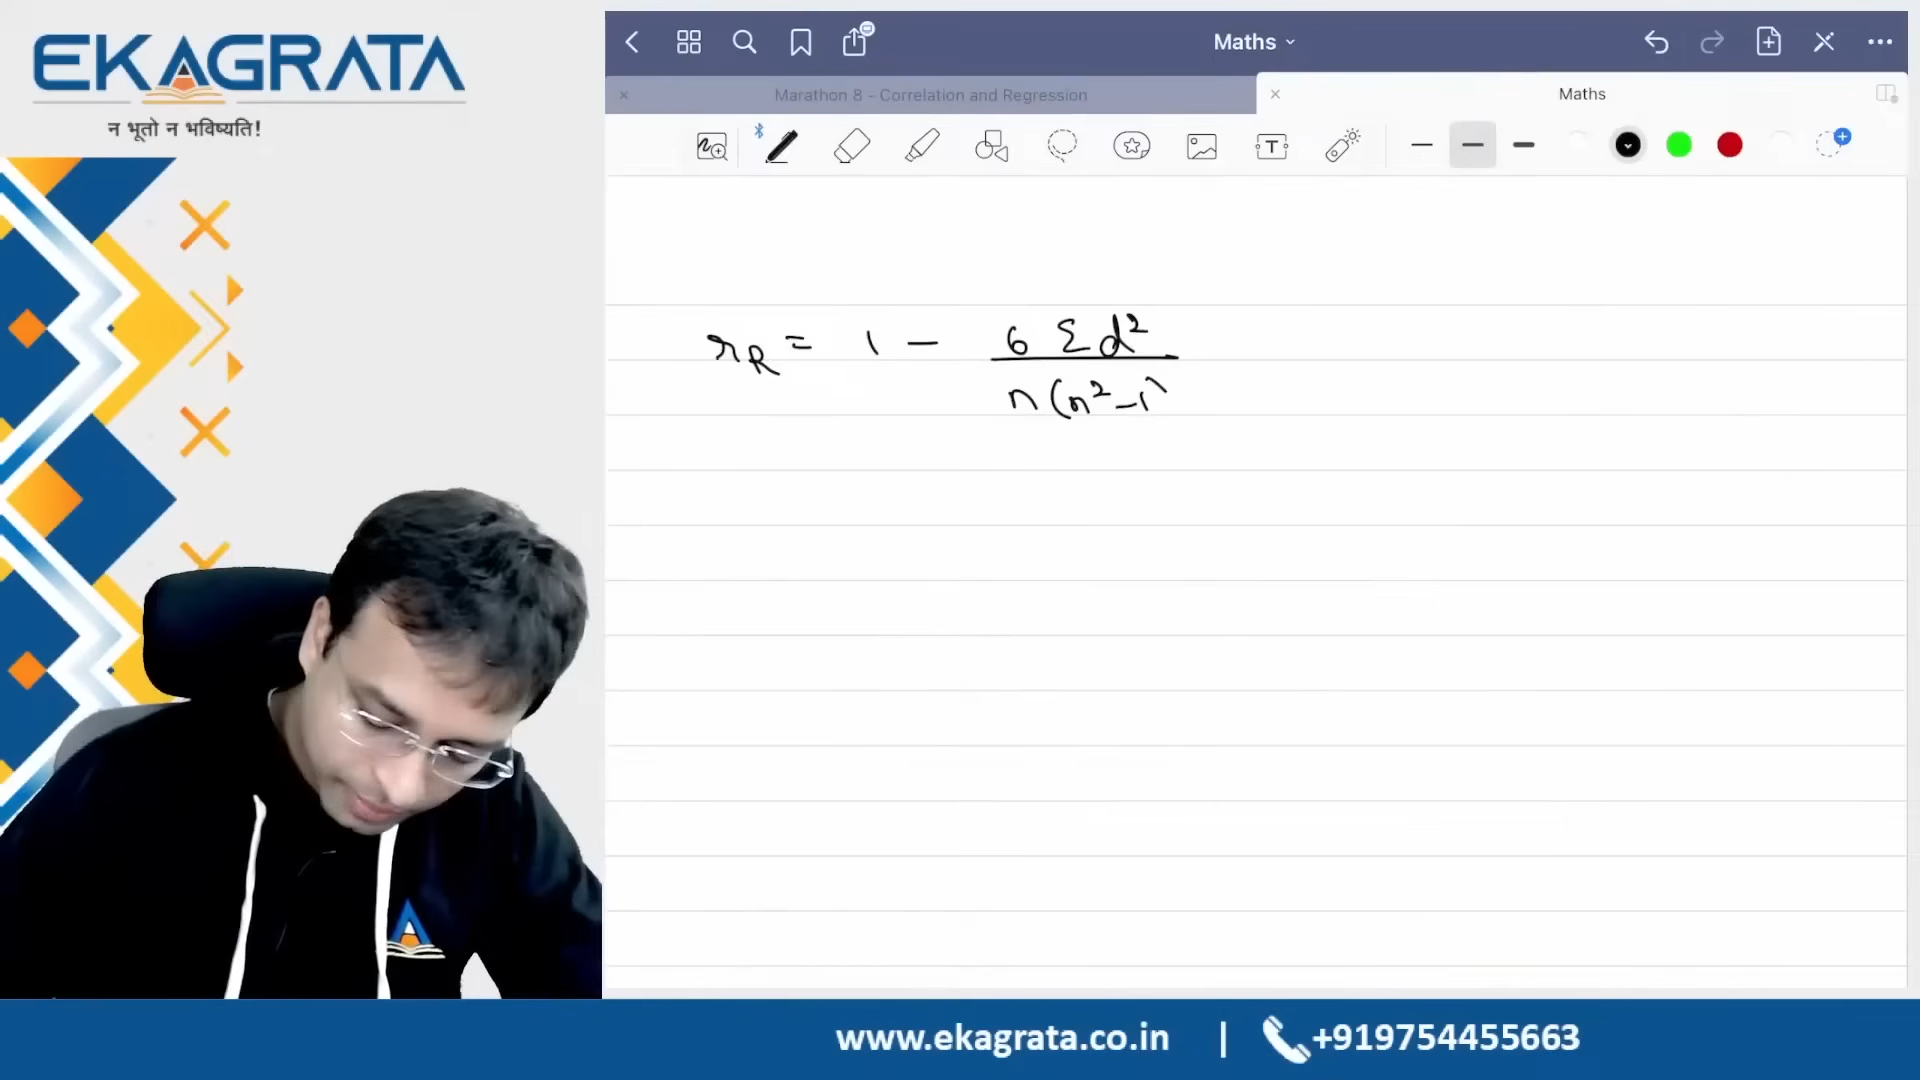 EKAGRATA
न भूतो न भविष्यति!
Maths
Marathon 8 - Correlation and Regression
Maths
r_R = 1 - 6 Σd² / n(n²-1)
www.ekagrata.co.in | +919754455663